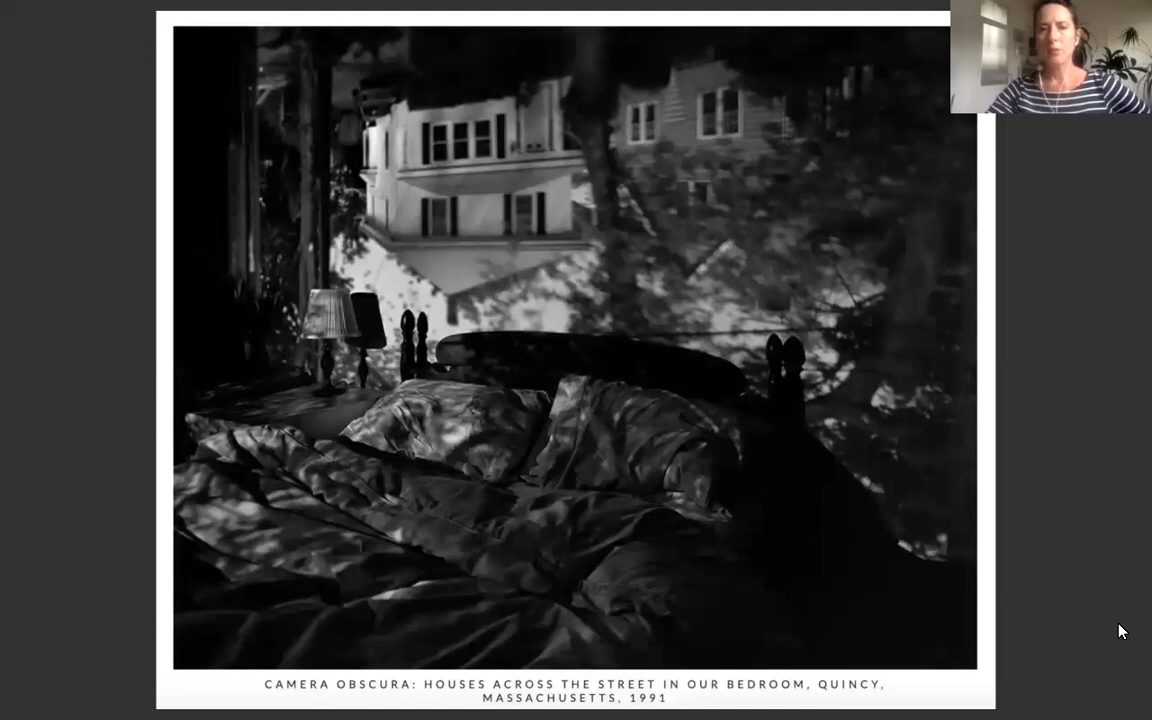 CAMERA OBSCURA: HOUSES ACROSS THE STREET IN OUR BEDROOM, QUINCY,
MASSACHUSETTS, 1991